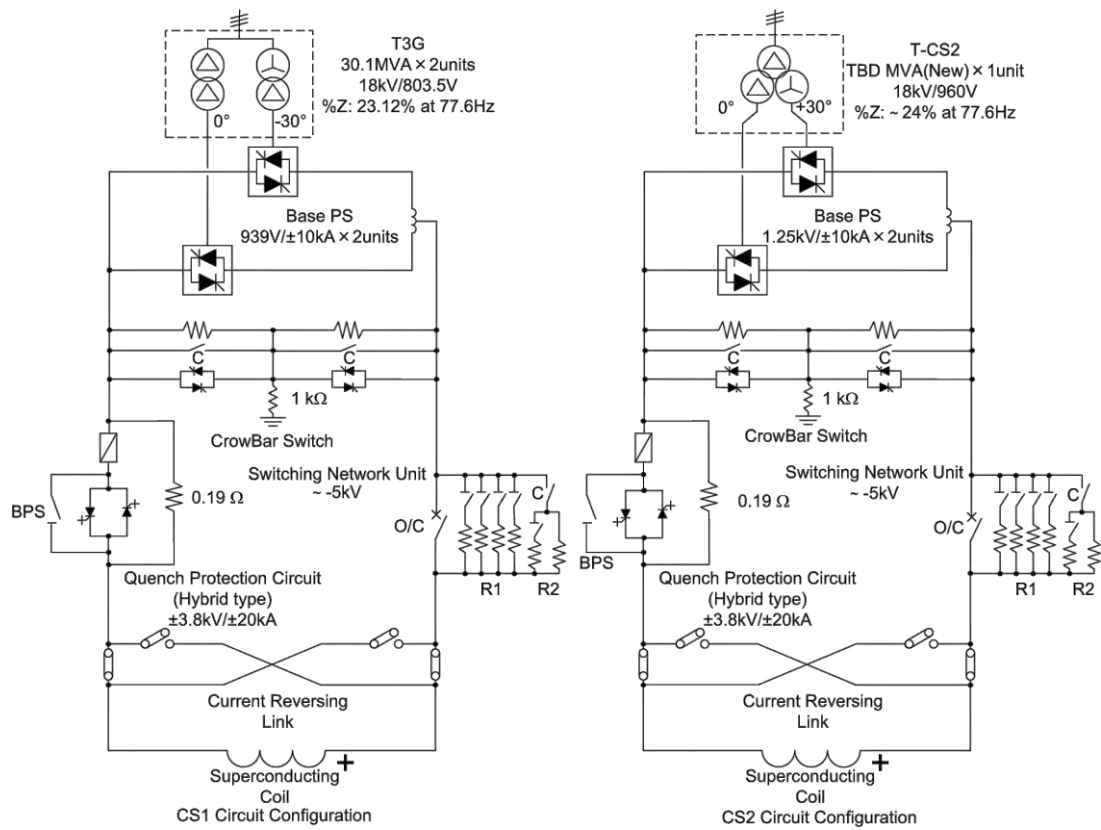 T3G
30.1MVA × 2units
18kV/803.5V
%Z: 23.12% at 77.6Hz
0°
-30°
Base PS
939V/±10kA × 2units
C
C
1 kΩ
CrowBar Switch
Switching Network Unit
~ -5kV
BPS
0.19 Ω
O/C
C
R1
R2
Quench Protection Circuit
(Hybrid type)
±3.8kV/±20kA
Current Reversing
Link
+
Superconducting
Coil
CS1 Circuit Configuration
T-CS2
TBD MVA(New) × 1unit
18kV/960V
%Z: ~ 24% at 77.6Hz
0°
+30°
Base PS
1.25kV/±10kA × 2units
C
C
1 kΩ
CrowBar Switch
Switching Network Unit
~ -5kV
BPS
0.19 Ω
O/C
C
R1
R2
Quench Protection Circuit
(Hybrid type)
±3.8kV/±20kA
Current Reversing
Link
+
Superconducting
Coil
CS2 Circuit Configuration